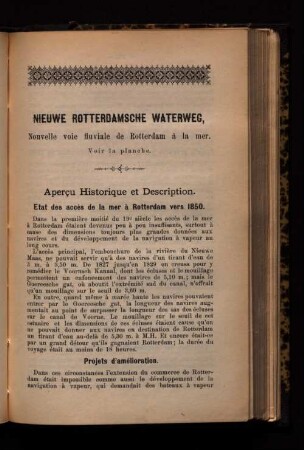 NIEUWE ROTTERDAMSCHE WATERWEG,
Nouvelle voie fluviale de Rotterdam á la mer.
Voir la planche.
Aperçu Historique et Description.
Etat des accès de la mer à Rotterdam vers 1850.
Dans la première moitié du 19e siècle les accès de la mer
à Rotterdam étaient devenus peu à peu insuffisants, surtout à
cause des dimensions toujours plus grandes données aux
navires et du développement de la navigation à vapeur au
long cours.
L'accès principal, l'embouchure de la rivière du Nieuwe
Maas, ne pouvait servir qu'à des navires d'un tirant d'eau de
5 m. à 5,50 m. De 1827 jusqu'en 1829 on creusa pour y
remédier le Voornsch Kanaal, dont les écluses et le mouillage
permettaient un enfoncement des navires de 5,10 m.; mais le
Goereesche gat, où aboutit l'extrémité sud du canal, n'offrait
qu'un mouillage sur le seuil de 2,60 m.
En outre, quand même à marée haute les navires pouvaient
entrer par le Goereesche gat, la longueur des navires augmentant
au point de surpasser la longueur des sas des écluses
sur le canal de Voorne. Le mouillage sur le seuil de cet
estuaire et les dimensions de ces écluses étaient cause qu'on
ne pouvait donner aux navires en destination de Rotterdam
un tirant d'eau au-delà de 5,30 m. à M.H. Et encore était-ce
par un grand détour qu'ils gagnaient Rotterdam; la durée du
voyage était au moins de 18 heures.
Projets d'amélioration.
Dans ces circonstances l'extension du commerce de Rotterdam
était impossible comme aussi le développement de la
navigation à vapeur, qui demandait des bateaux à vapeur